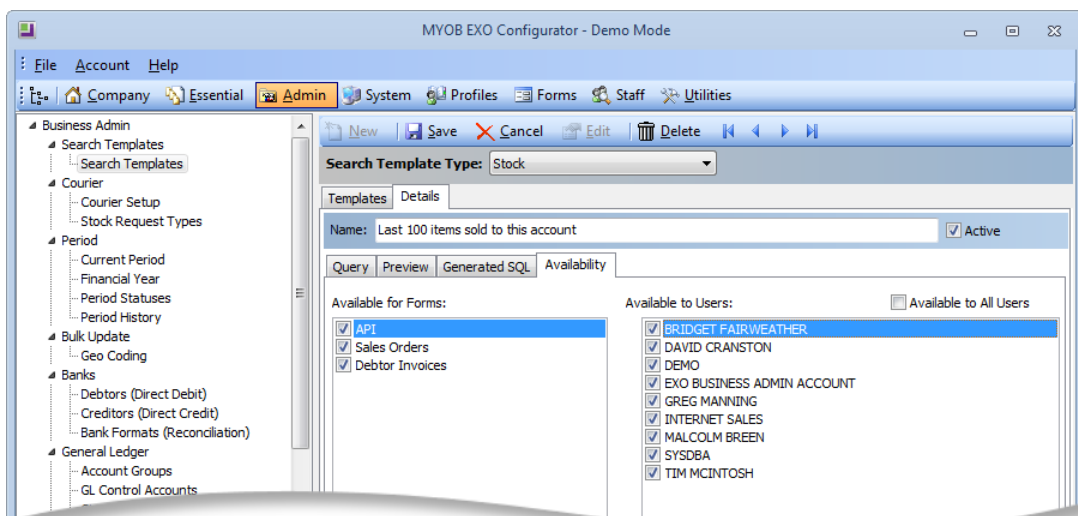 MYOB EXO Configurator - Demo Mode
File Account Help
Company Essential Admin System Profiles Forms Staff Utilities
Business Admin
Search Templates
Search Templates
Courier
Courier Setup
Stock Request Types
Period
Current Period
Financial Year
Period Statuses
Period History
Bulk Update
Geo Coding
Banks
Debtors (Direct Debit)
Creditors (Direct Credit)
Bank Formats (Reconciliation)
General Ledger
Account Groups
GL Control Accounts
New Save Cancel Edit Delete
Search Template Type: Stock
Templates Details
Name: Last 100 items sold to this account Active
Query Preview Generated SQL Availability
Available for Forms:
API
Sales Orders
Debtor Invoices
Available to Users: Available to All Users
BRIDGET FAIRWEATHER
DAVID CRANSTON
DEMO
EXO BUSINESS ADMIN ACCOUNT
GREG MANNING
INTERNET SALES
MALCOLM BREEN
SYSDBA
TIM MCINTOSH